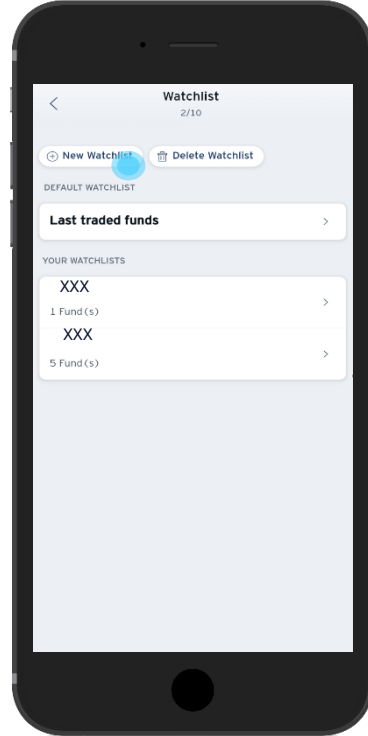 Watchlist
2/10
New Watchlist Delete Watchlist
DEFAULT WATCHLIST
Last traded funds
YOUR WATCHLISTS
XXX
1 Fund(s)
XXX
5 Fund(s)